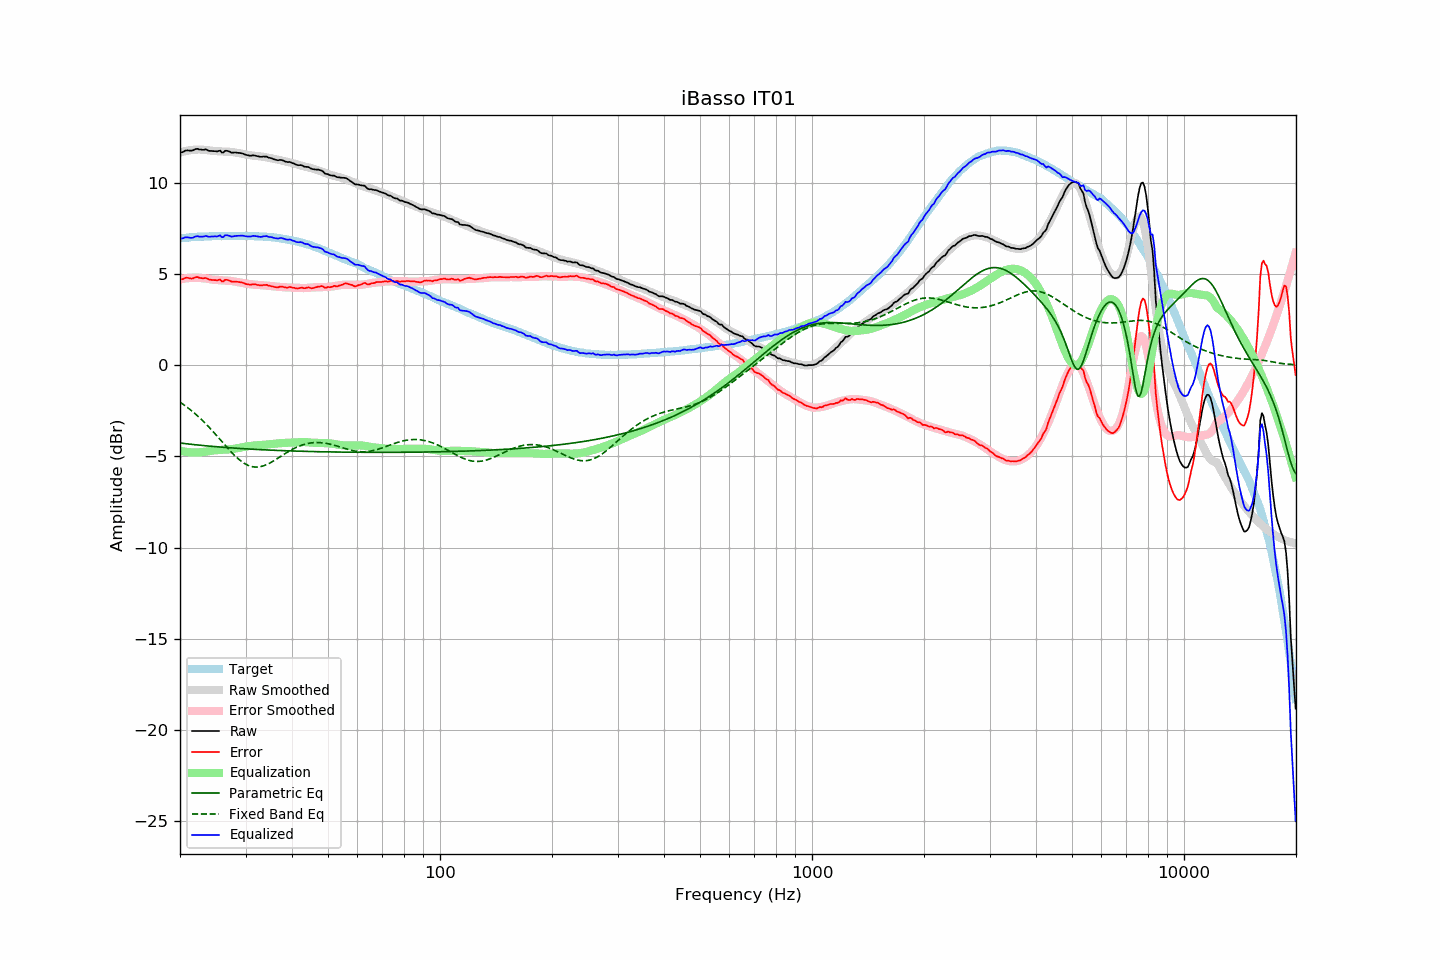 iBasso IT01
10
5
0
−5
−10
−15
−20
−25
Amplitude (dBr)
Target
Raw Smoothed
Error Smoothed
Raw
Error
Equalization
Parametric Eq
Fixed Band Eq
Equalized
100
1000
10000
Frequency (Hz)